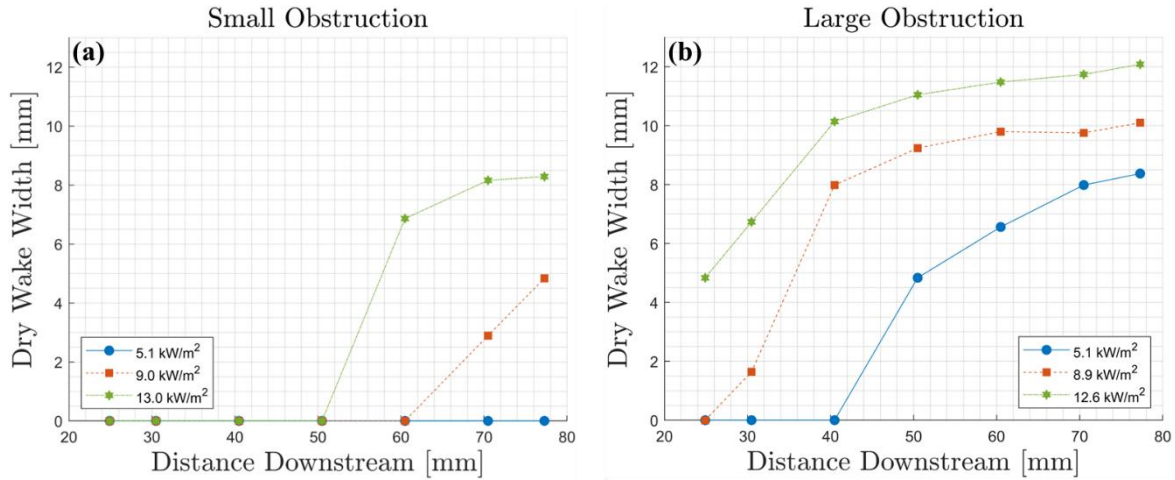 Small Obstruction
(a)
Dry Wake Width [mm]
12
10
8
6
4
2
0
5.1 kW/m²
9.0 kW/m²
13.0 kW/m²
20 30 40 50 60 70 80
Distance Downstream [mm]
Large Obstruction
(b)
Dry Wake Width [mm]
12
10
8
6
4
2
0
5.1 kW/m²
8.9 kW/m²
12.6 kW/m²
20 30 40 50 60 70 80
Distance Downstream [mm]